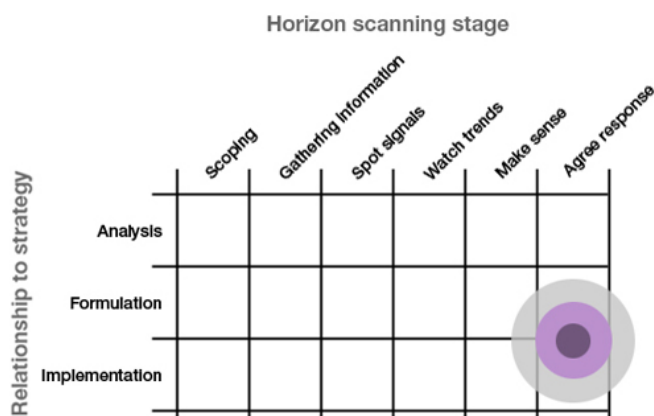 Horizon scanning stage
Scoping
Gathering information
Spot signals
Watch trends
Make sense
Agree response
Relationship to strategy
Analysis
Formulation
Implementation